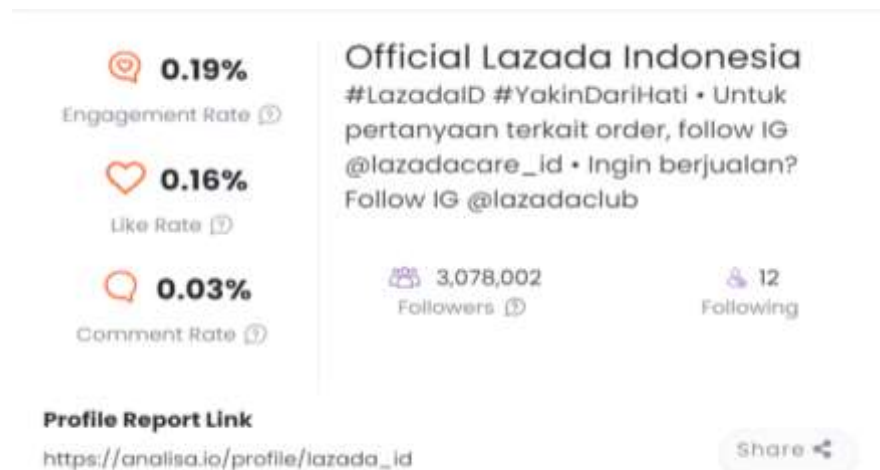 0.19%
Engagement Rate
0.16%
Like Rate
0.03%
Comment Rate
Official Lazada Indonesia
#LazadaID #YakinDariHati • Untuk
pertanyaan terkait order, follow IG
@lazadacare_id • Ingin berjualan?
Follow IG @lazadaclub
3,078,002
Followers
12
Following
Profile Report Link
https://analisa.io/profile/lazada_id
Share